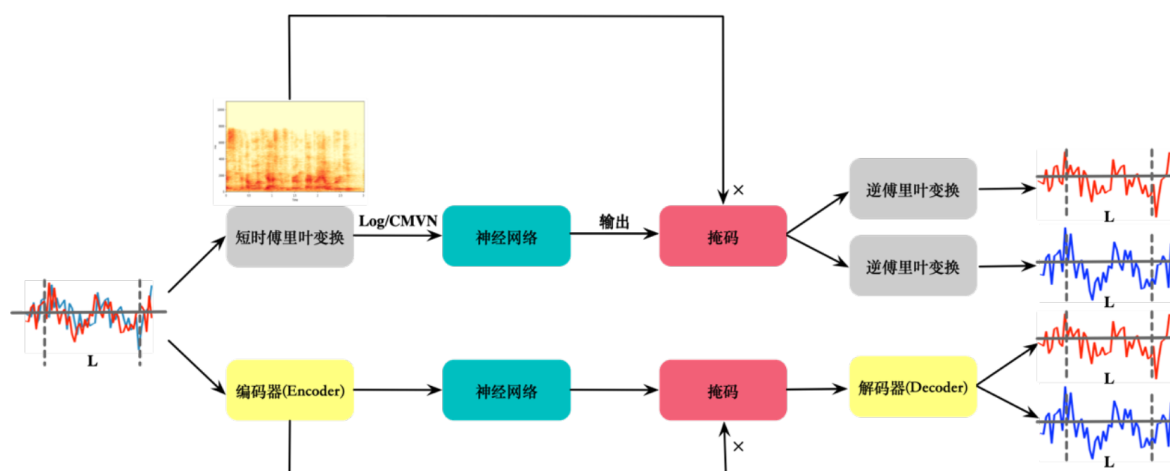 ×
逆傅里叶变换
L
短时傅里叶变换
Log/CMVN
神经网络
输出
掩码
逆傅里叶变换
L
L
编码器(Encoder)
神经网络
掩码
解码器(Decoder)
L
×
L